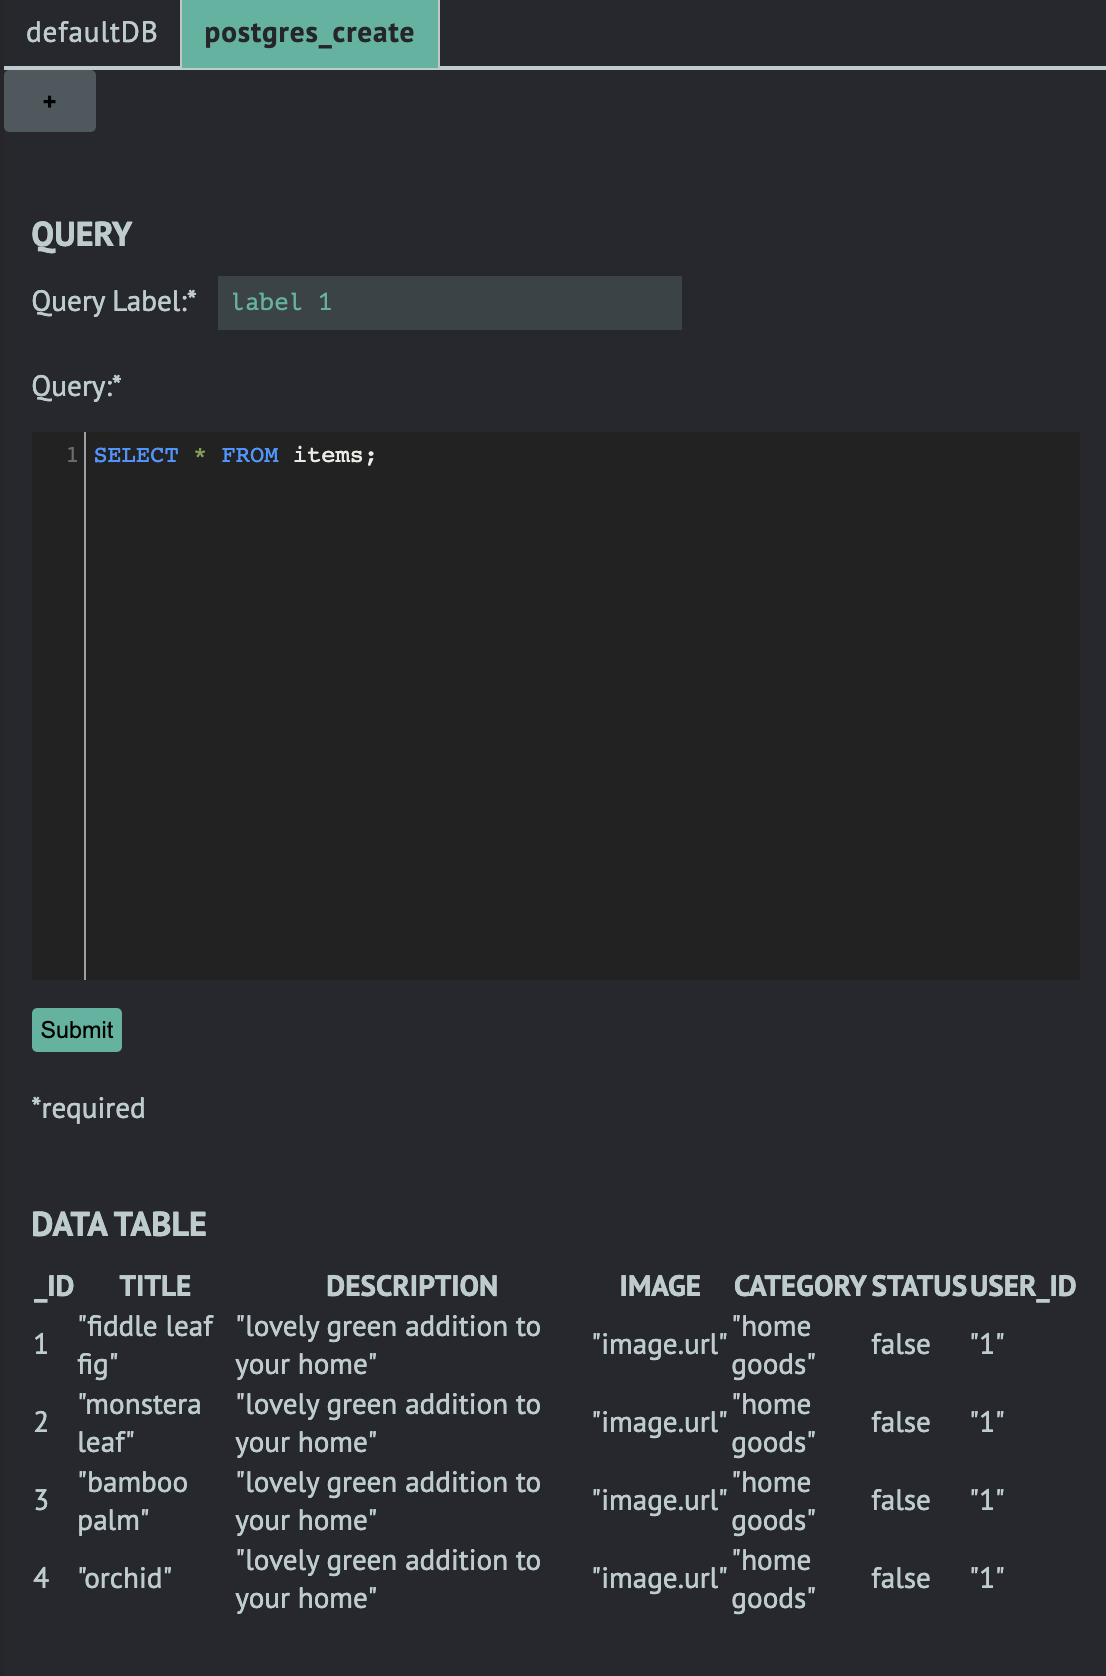 defaultDB postgres_create
+
QUERY
Query Label:* label 1
Query:*
1 SELECT * FROM items;
Submit
*required
DATA TABLE
_ID TITLE DESCRIPTION IMAGE CATEGORY STATUS USER_ID
1 "fiddle leaf fig" "lovely green addition to your home" "image.url" "home goods" false "1"
2 "monstera leaf" "lovely green addition to your home" "image.url" "home goods" false "1"
3 "bamboo palm" "lovely green addition to your home" "image.url" "home goods" false "1"
4 "orchid" "lovely green addition to your home" "image.url" "home goods" false "1"